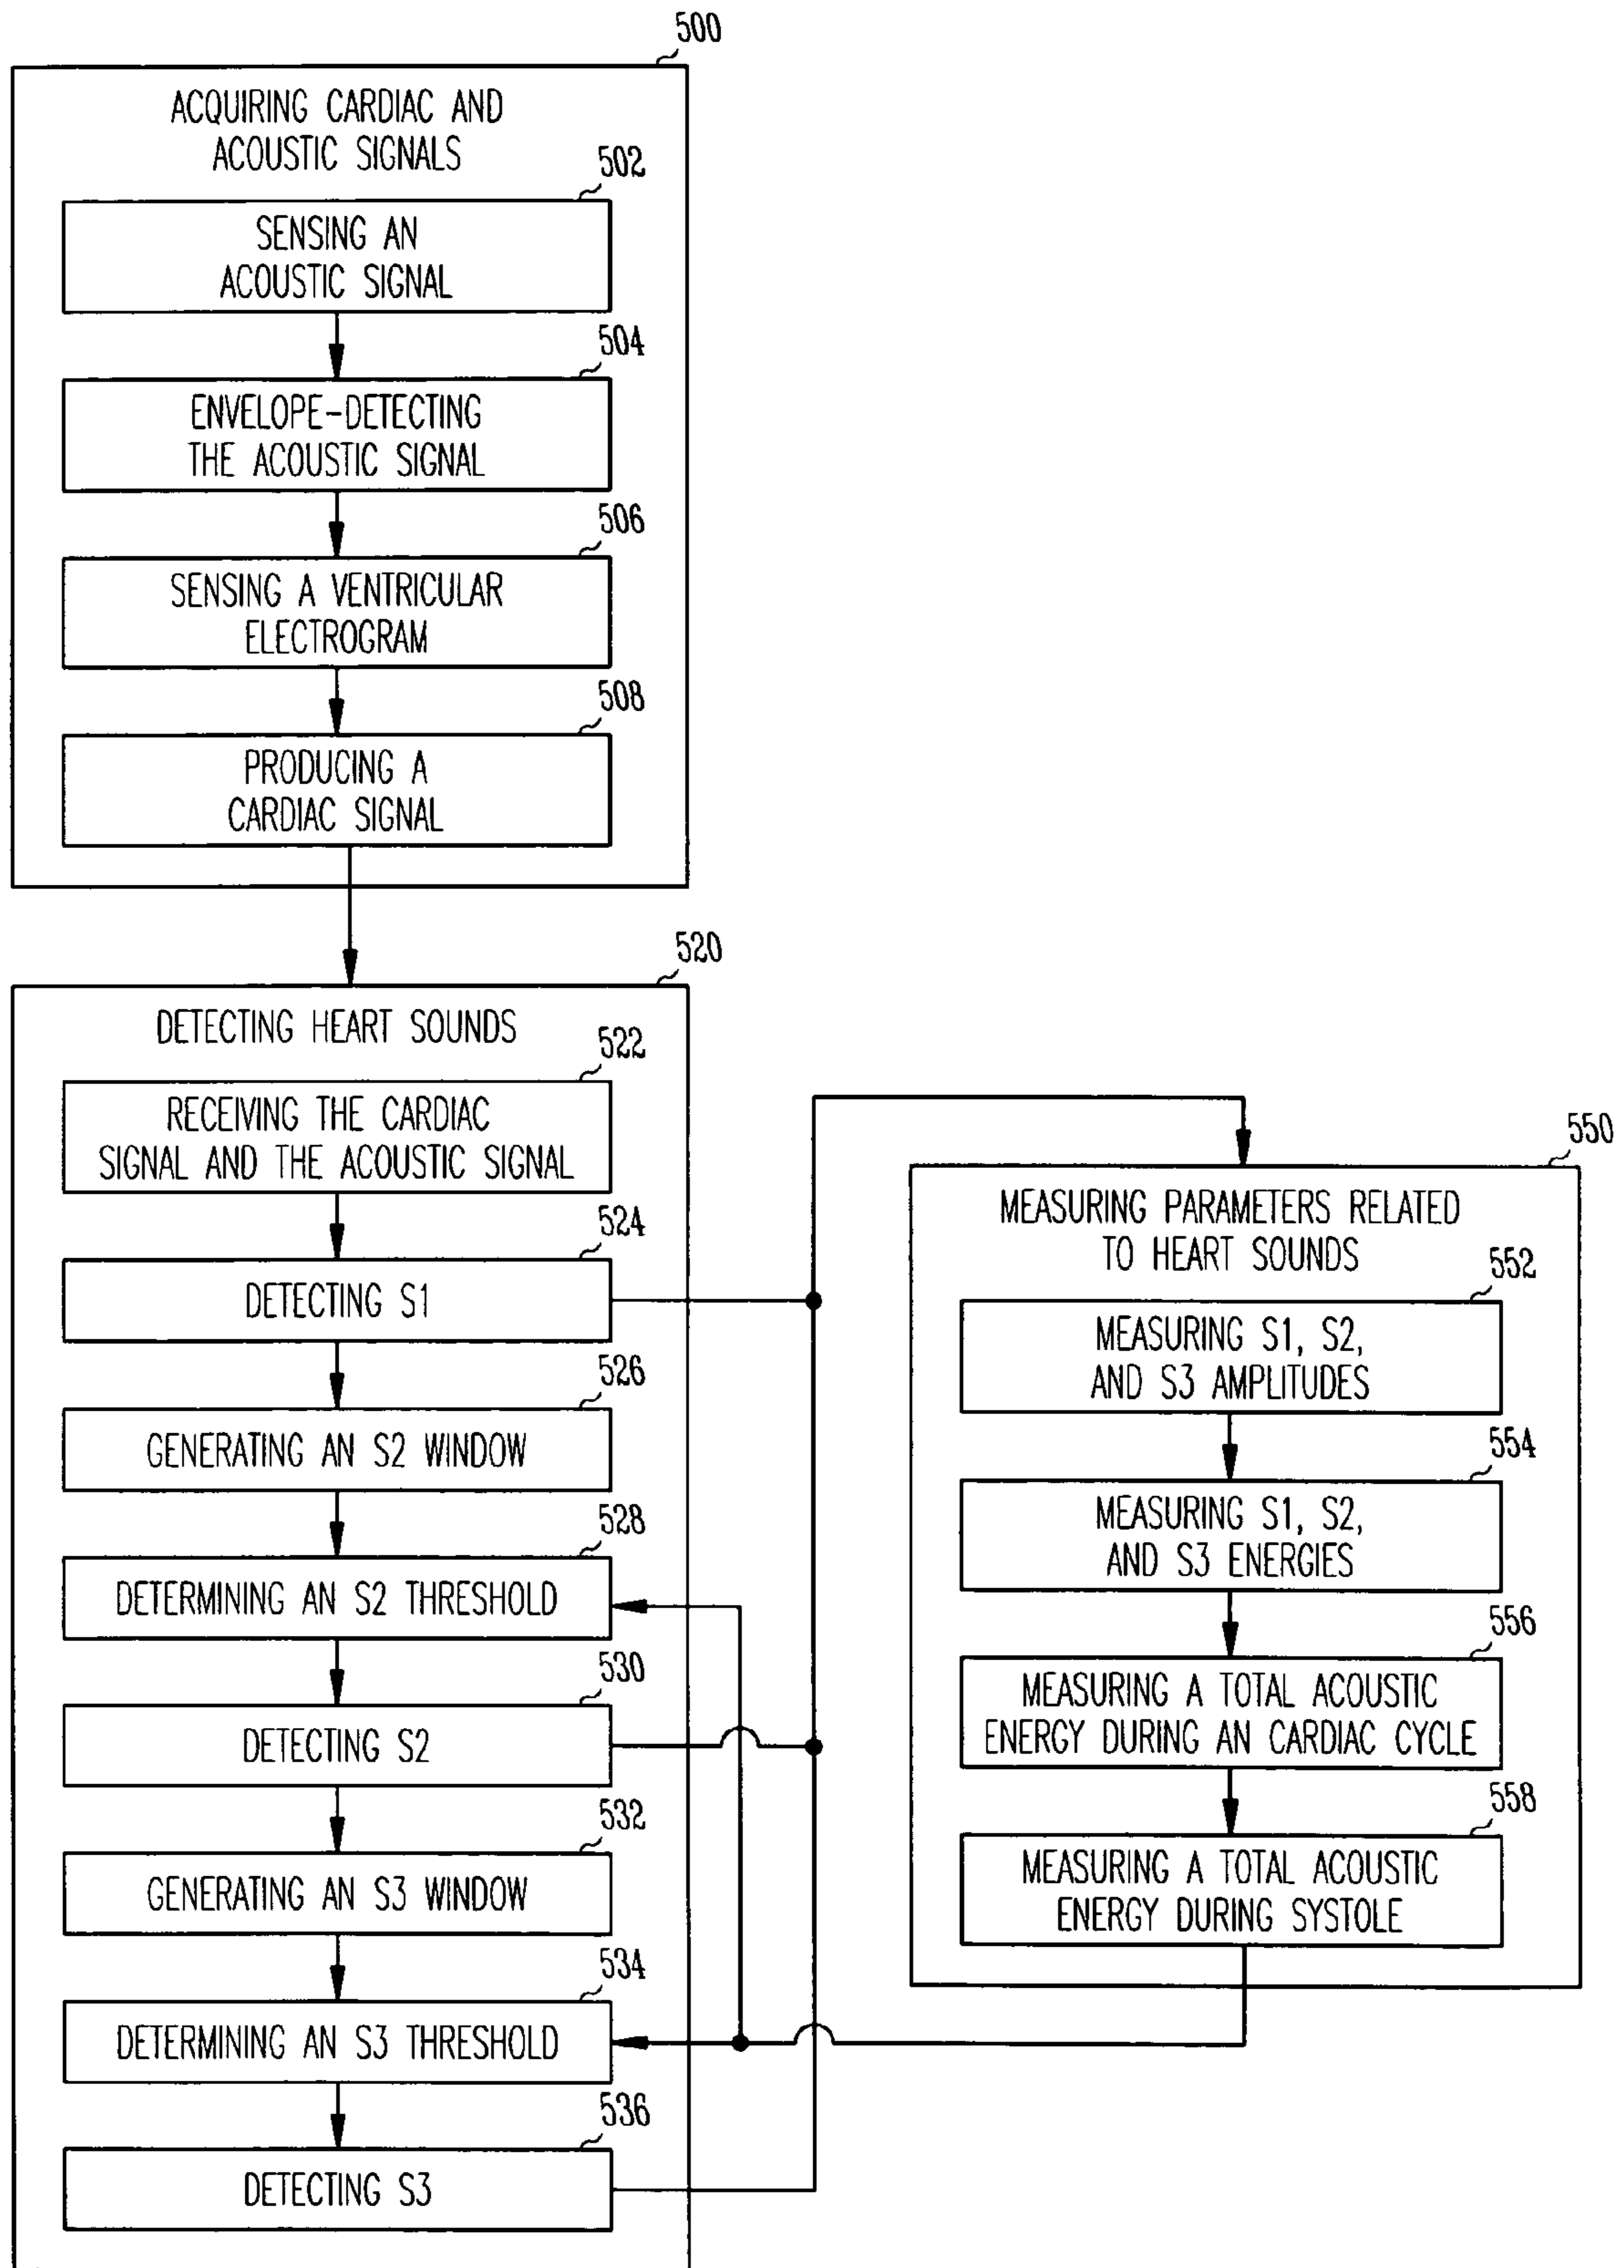 500
ACQUIRING CARDIAC AND
ACOUSTIC SIGNALS
502
SENSING AN
ACOUSTIC SIGNAL
504
ENVELOPE-DETECTING
THE ACOUSTIC SIGNAL
506
SENSING A VENTRICULAR
ELECTROGRAM
508
PRODUCING A
CARDIAC SIGNAL
520
DETECTING HEART SOUNDS
522
RECEIVING THE CARDIAC
SIGNAL AND THE ACOUSTIC SIGNAL
524
DETECTING S1
526
GENERATING AN S2 WINDOW
528
DETERMINING AN S2 THRESHOLD
530
DETECTING S2
532
GENERATING AN S3 WINDOW
534
DETERMINING AN S3 THRESHOLD
536
DETECTING S3
550
MEASURING PARAMETERS RELATED
TO HEART SOUNDS
552
MEASURING S1, S2,
AND S3 AMPLITUDES
554
MEASURING S1, S2,
AND S3 ENERGIES
556
MEASURING A TOTAL ACOUSTIC
ENERGY DURING AN CARDIAC CYCLE
558
MEASURING A TOTAL ACOUSTIC
ENERGY DURING SYSTOLE